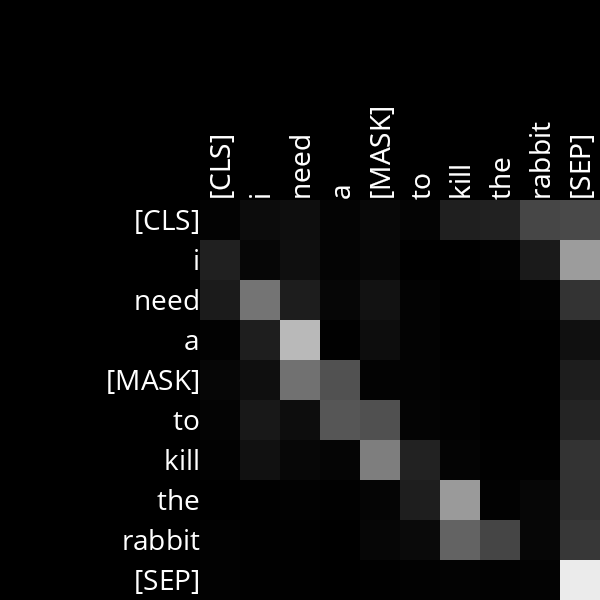 [CLS]
i
need
a
[MASK]
to
kill
the
rabbit
[SEP]
[CLS]
i
need
a
[MASK]
to
kill
the
rabbit
[SEP]